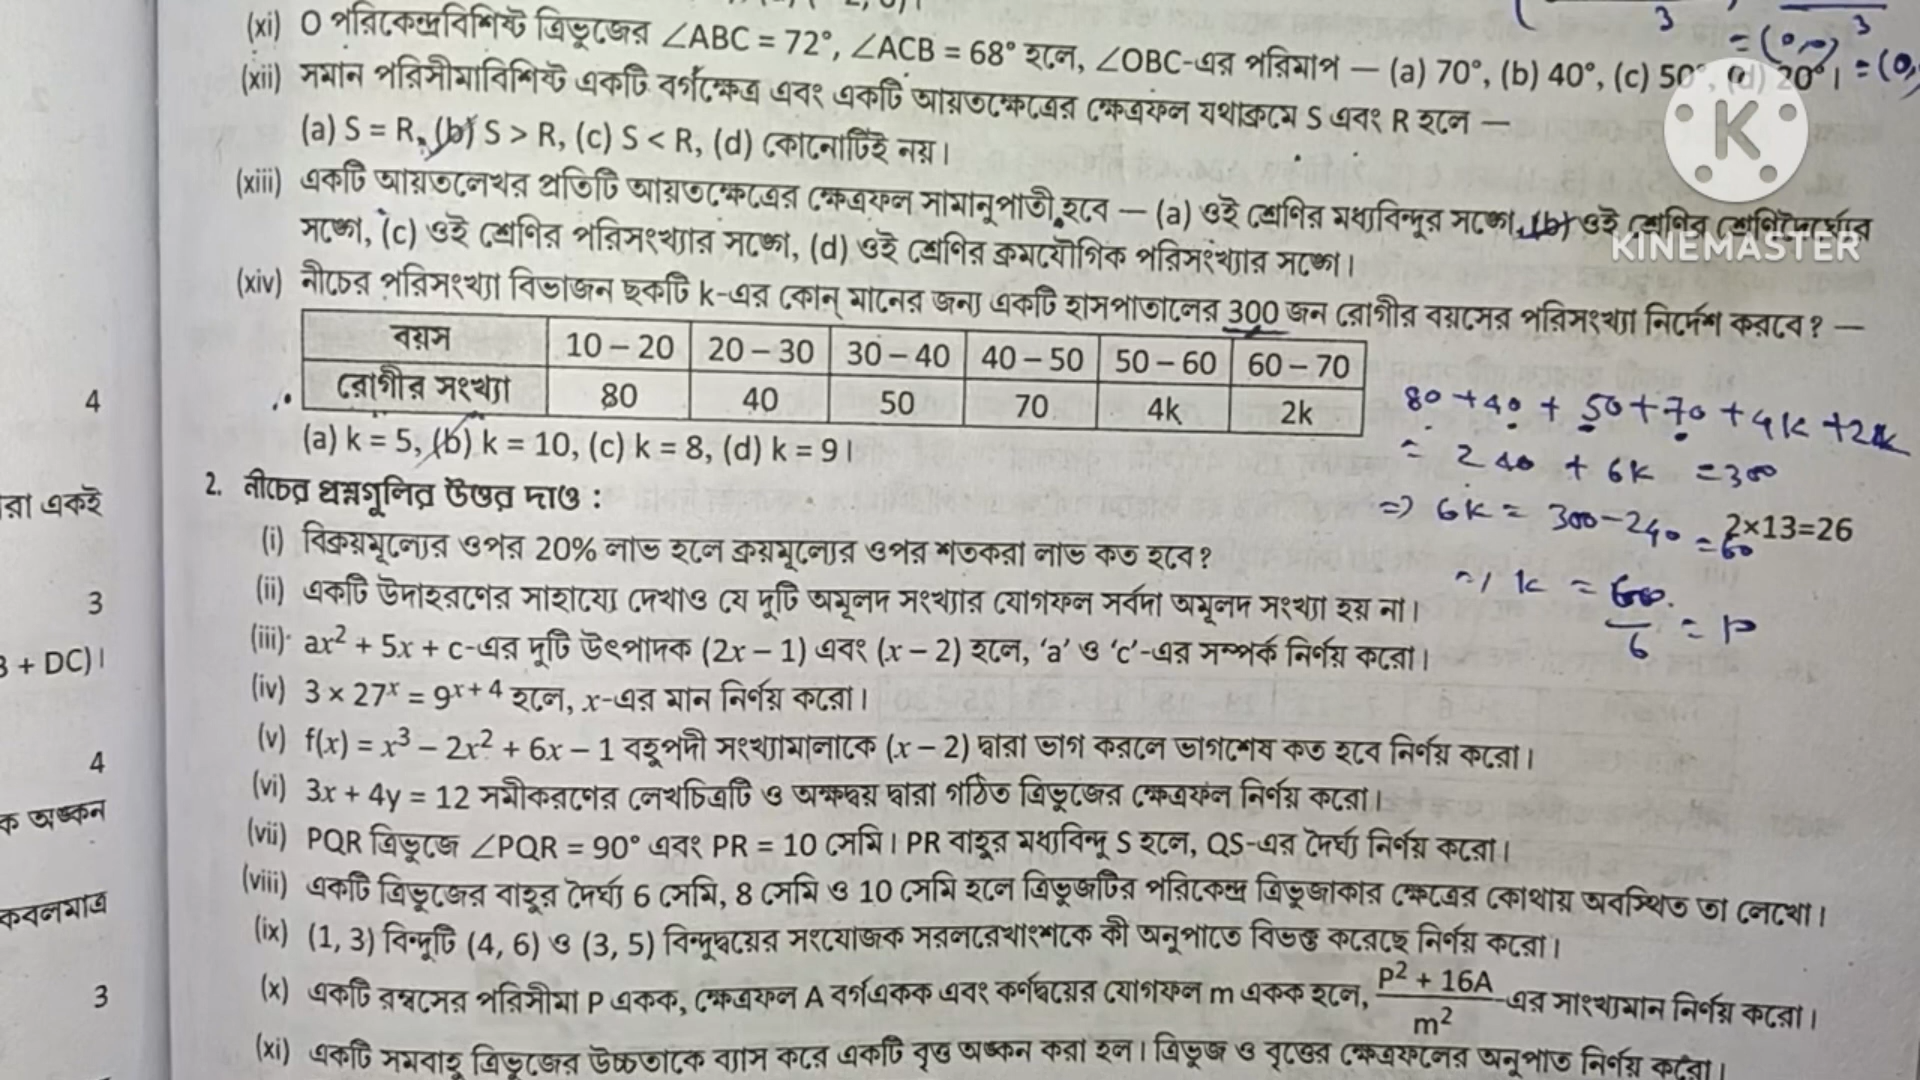 (xi) O পরিকেন্দ্রবিশিষ্ট ত্রিভুজের ∠ABC = 72°, ∠ACB = 68° হলে, ∠OBC-এর পরিমাপ — (a) 70°, (b) 40°, (c) 50°, (d) 20°।
(xii) সমান পরিসীমাবিশিষ্ট একটি বর্গক্ষেত্র এবং একটি আয়তক্ষেত্রের ক্ষেত্রফল যথাক্রমে S এবং R হলে —
(a) S = R, (b) S > R, (c) S < R, (d) কোনোটিই নয়।
(xiii) একটি আয়তলেখর প্রতিটি আয়তক্ষেত্রের ক্ষেত্রফল সামানুপাতী হবে — (a) ওই শ্রেণির মধ্যবিন্দুর সঙ্গে, (b) ওই শ্রেণির শ্রেণিদৈর্ঘ্যের
সঙ্গে, (c) ওই শ্রেণির পরিসংখ্যার সঙ্গে, (d) ওই শ্রেণির ক্রমযৌগিক পরিসংখ্যার সঙ্গে।
KINEMASTER
(xiv) নীচের পরিসংখ্যা বিভাজন ছকটি k-এর কোন্ মানের জন্য একটি হাসপাতালের 300 জন রোগীর বয়সের পরিসংখ্যা নির্দেশ করবে? —
বয়স 10 – 20 20 – 30 30 – 40 40 – 50 50 – 60 60 – 70
রোগীর সংখ্যা 80 40 50 70 4k 2k
(a) k = 5, (b) k = 10, (c) k = 8, (d) k = 9।
80 + 40 + 50 + 70 + 4k + 2k
= 240 + 6k = 300
=> 6k = 300 - 240 = 60
2×13=26
2. নীচের প্রশ্নগুলির উত্তর দাও :
(i) বিক্রয়মূল্যের ওপর 20% লাভ হলে ক্রয়মূল্যের ওপর শতকরা লাভ কত হবে?
(ii) একটি উদাহরণের সাহায্যে দেখাও যে দুটি অমূলদ সংখ্যার যোগফল সর্বদা অমূলদ সংখ্যা হয় না।
(iii) ax² + 5x + c-এর দুটি উৎপাদক (2x – 1) এবং (x – 2) হলে, ‘a’ ও ‘c’-এর সম্পর্ক নির্ণয় করো।
(iv) 3 × 27ˣ = 9ˣ⁺⁴ হলে, x-এর মান নির্ণয় করো।
(v) f(x) = x³ – 2x² + 6x – 1 বহুপদী সংখ্যামালাকে (x – 2) দ্বারা ভাগ করলে ভাগশেষ কত হবে নির্ণয় করো।
(vi) 3x + 4y = 12 সমীকরণের লেখচিত্রটি ও অক্ষদ্বয় দ্বারা গঠিত ত্রিভুজের ক্ষেত্রফল নির্ণয় করো।
(vii) PQR ত্রিভুজে ∠PQR = 90° এবং PR = 10 সেমি। PR বাহুর মধ্যবিন্দু S হলে, QS-এর দৈর্ঘ্য নির্ণয় করো।
(viii) একটি ত্রিভুজের বাহুর দৈর্ঘ্য 6 সেমি, 8 সেমি ও 10 সেমি হলে ত্রিভুজটির পরিকেন্দ্র ত্রিভুজাকার ক্ষেত্রের কোথায় অবস্থিত তা লেখো।
(ix) (1, 3) বিন্দুটি (4, 6) ও (3, 5) বিন্দুদ্বয়ের সংযোজক সরলরেখাংশকে কী অনুপাতে বিভক্ত করেছে নির্ণয় করো।
(x) একটি রম্বসের পরিসীমা P একক, ক্ষেত্রফল A বর্গএকক এবং কর্ণদ্বয়ের যোগফল m একক হলে, P² + 16A / m² -এর সাংখ্যমান নির্ণয় করো।
(xi) একটি সমবাহু ত্রিভুজের উচ্চতাকে ব্যাস করে একটি বৃত্ত অঙ্কন করা হল। ত্রিভুজ ও বৃত্তের ক্ষেত্রফলের অনুপাত নির্ণয় করো।
4
রা একই
3
+ DC)।
4
ক অঙ্কন
কবলমাত্র
3